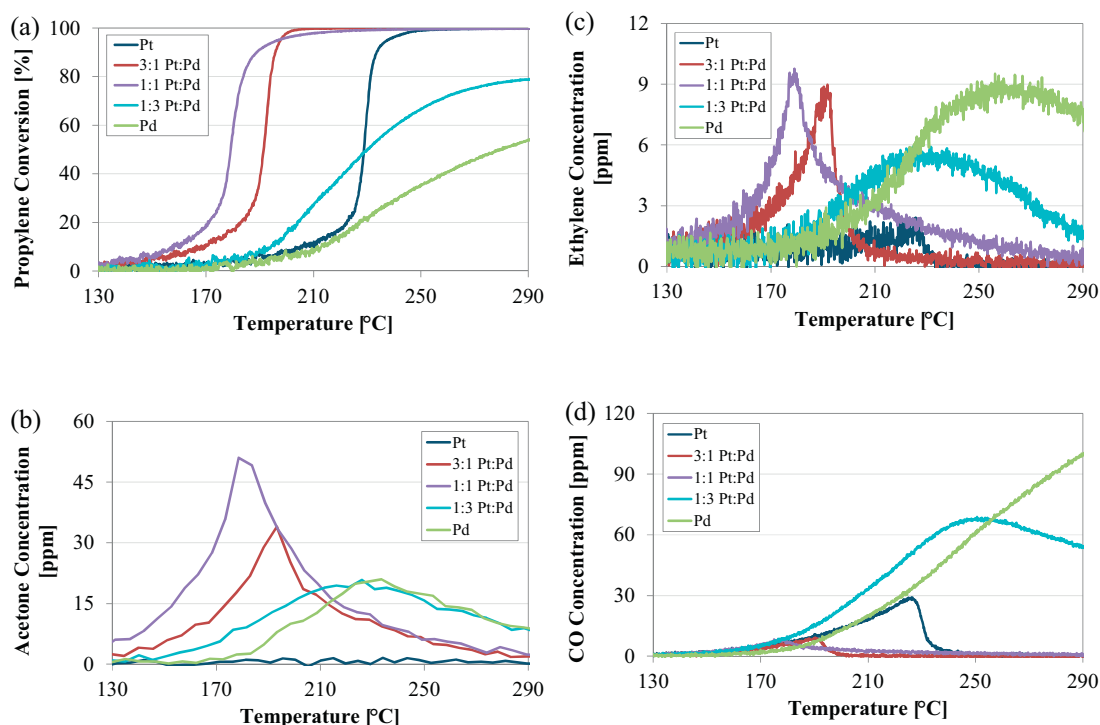 (a)
Propylene Conversion [%]
100
80
60
40
20
0
Pt
3:1 Pt:Pd
1:1 Pt:Pd
1:3 Pt:Pd
Pd
130 170 210 250 290
Temperature [°C]
(c)
Ethylene Concentration
[ppm]
12
9
6
3
0
Pt
3:1 Pt:Pd
1:1 Pt:Pd
1:3 Pt:Pd
Pd
130 170 210 250 290
Temperature [°C]
(b)
Acetone Concentration
[ppm]
60
45
30
15
0
Pt
3:1 Pt:Pd
1:1 Pt:Pd
1:3 Pt:Pd
Pd
130 170 210 250 290
Temperature [°C]
(d)
CO Concentration [ppm]
120
90
60
30
0
Pt
3:1 Pt:Pd
1:1 Pt:Pd
1:3 Pt:Pd
Pd
130 170 210 250 290
Temperature [°C]